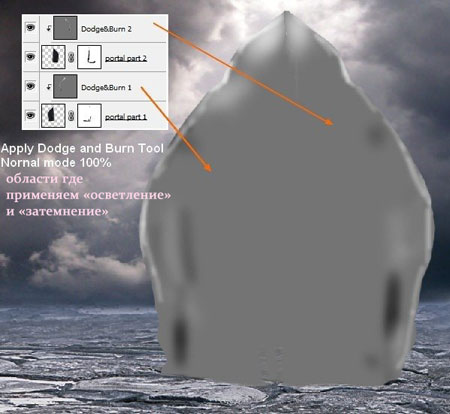 Dodge&Burn 2
portal part 2
Dodge&Burn 1
portal part 1
Apply Dodge and Burn Tool
Nornal mode 100%
области где
применяем «осветление»
и «затемнение»